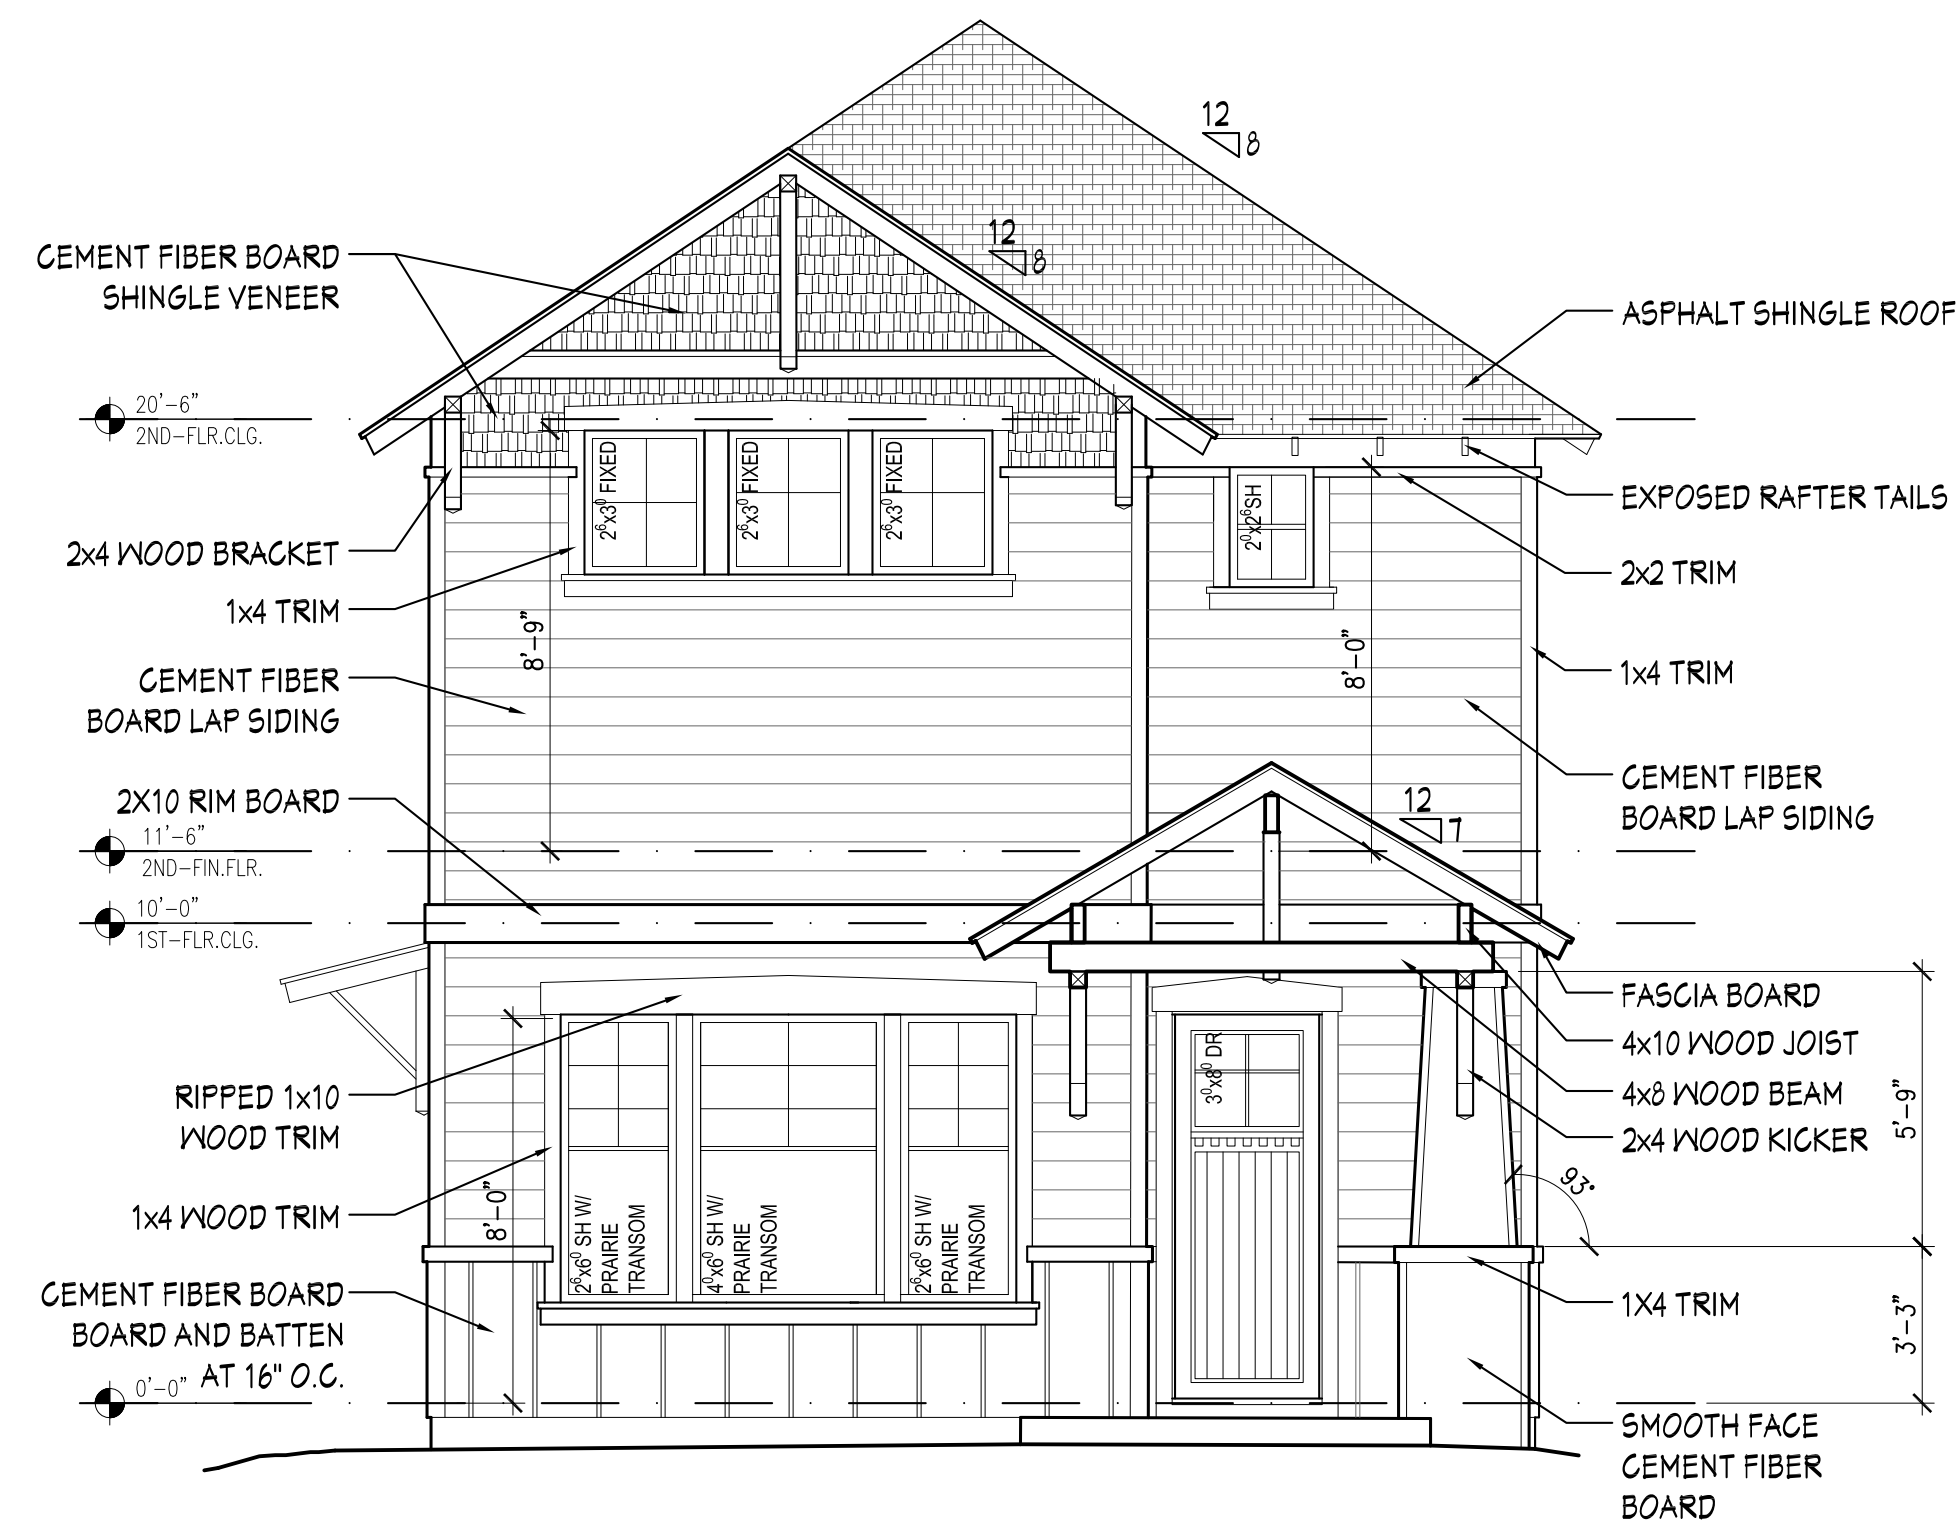 12
8
12
8
CEMENT FIBER BOARD
SHINGLE VENEER
ASPHALT SHINGLE ROOF
20'-6"
2ND-FLR.CLG.
2⁶x3⁰ FIXED
2⁶x3⁰ FIXED
2⁶x3⁰ FIXED
2⁰x2⁶SH
EXPOSED RAFTER TAILS
2x4 WOOD BRACKET
2x2 TRIM
1x4 TRIM
8'-9"
8'-0"
1x4 TRIM
CEMENT FIBER
BOARD LAP SIDING
CEMENT FIBER
BOARD LAP SIDING
2X10 RIM BOARD
12
7
11'-6"
2ND-FIN.FLR.
10'-0"
1ST-FLR.CLG.
FASCIA BOARD
4x10 WOOD JOIST
4x8 WOOD BEAM
2x4 WOOD KICKER
RIPPED 1x10
WOOD TRIM
3⁰x8⁰ DR
5'-9"
93°
1x4 WOOD TRIM
8'-0"
2⁶x6⁰ SH W/
PRAIRIE
TRANSOM
4⁰x6⁰ SH W/
PRAIRIE
TRANSOM
2⁶x6⁰ SH W/
PRAIRIE
TRANSOM
CEMENT FIBER BOARD
BOARD AND BATTEN
AT 16" O.C.
1X4 TRIM
3'-3"
0'-0"
SMOOTH FACE
CEMENT FIBER
BOARD